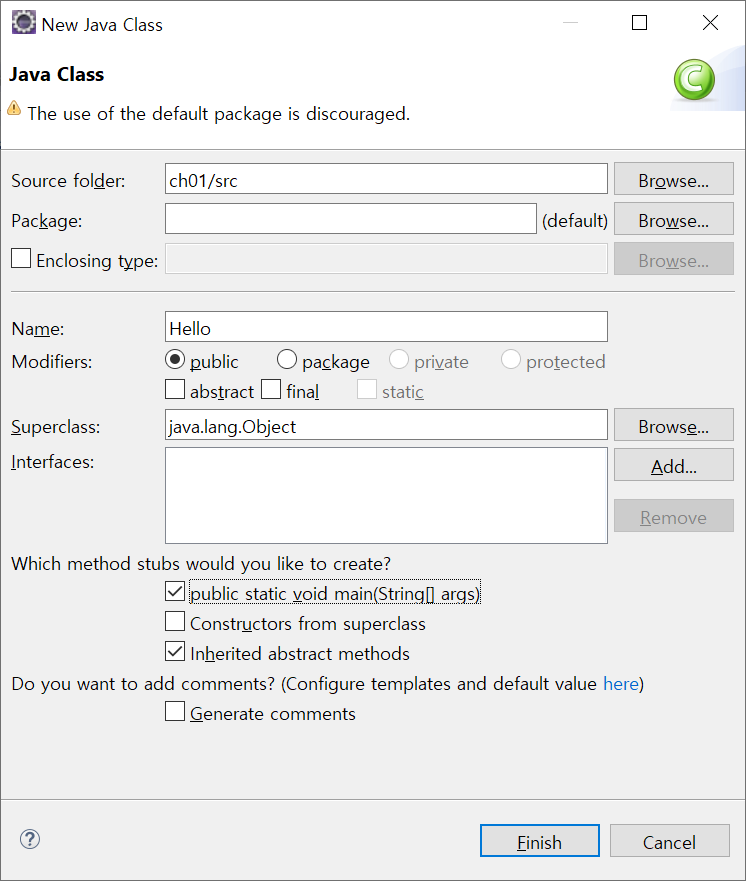 New Java Class
Java Class
The use of the default package is discouraged.
Source folder: ch01/src Browse...
Package: (default) Browse...
Enclosing type: Browse...
Name: Hello
Modifiers: public package private protected
abstract final static
Superclass: java.lang.Object Browse...
Interfaces: Add...
Remove
Which method stubs would you like to create?
public static void main(String[] args)
Constructors from superclass
Inherited abstract methods
Do you want to add comments? (Configure templates and default value here)
Generate comments
Finish Cancel